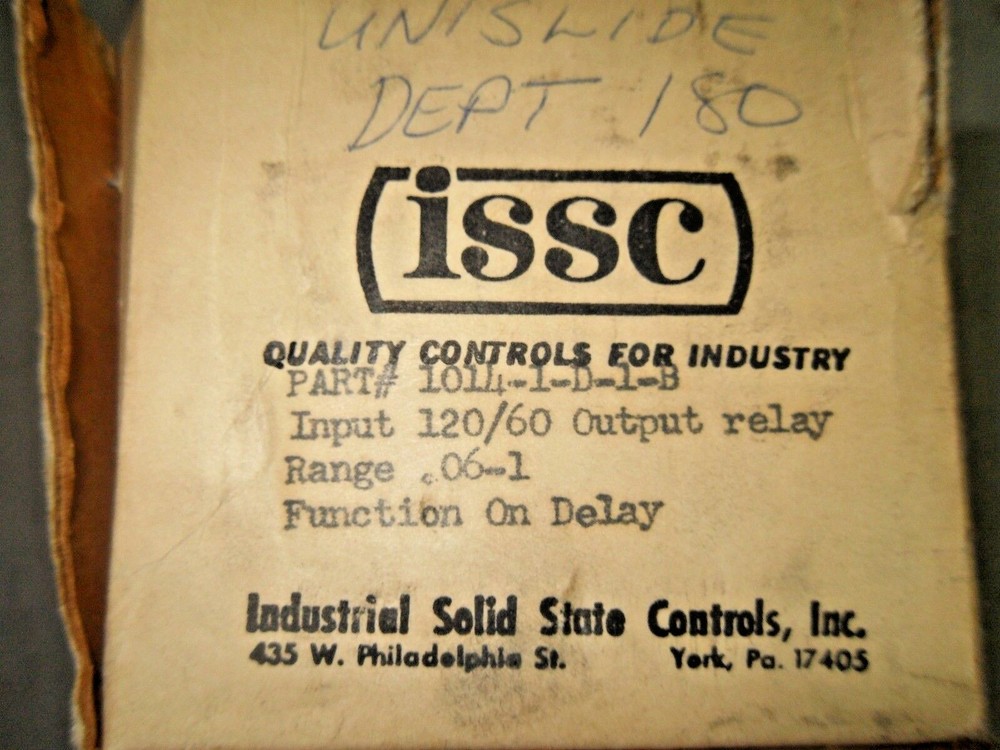 UNISLIDE
DEPT 180
issc
QUALITY CONTROLS FOR INDUSTRY
PART# 1014-1-D-1-B
Input 120/60 Output relay
Range .06-1
Function On Delay
Industrial Solid State Controls, Inc.
435 W. Philadelphia St. York, Pa. 17405